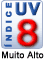 ÍNDICE
UV
8
Muito Alto